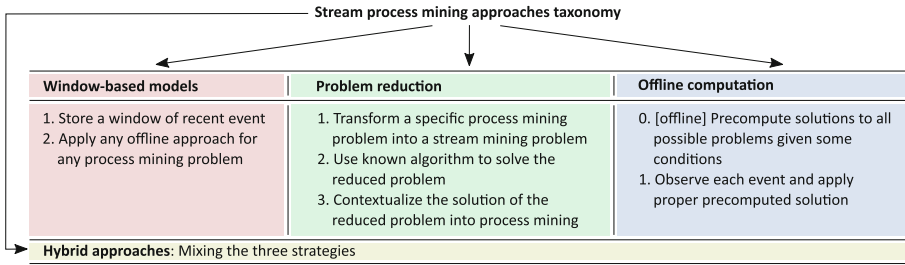 Stream process mining approaches taxonomy
Window-based models
1. Store a window of recent event
2. Apply any offline approach for
any process mining problem
Problem reduction
1. Transform a specific process mining
problem into a stream mining problem
2. Use known algorithm to solve the
reduced problem
3. Contextualize the solution of the
reduced problem into process mining
Offline computation
0. [offline] Precompute solutions to all
possible problems given some
conditions
1. Observe each event and apply
proper precomputed solution
Hybrid approaches: Mixing the three strategies